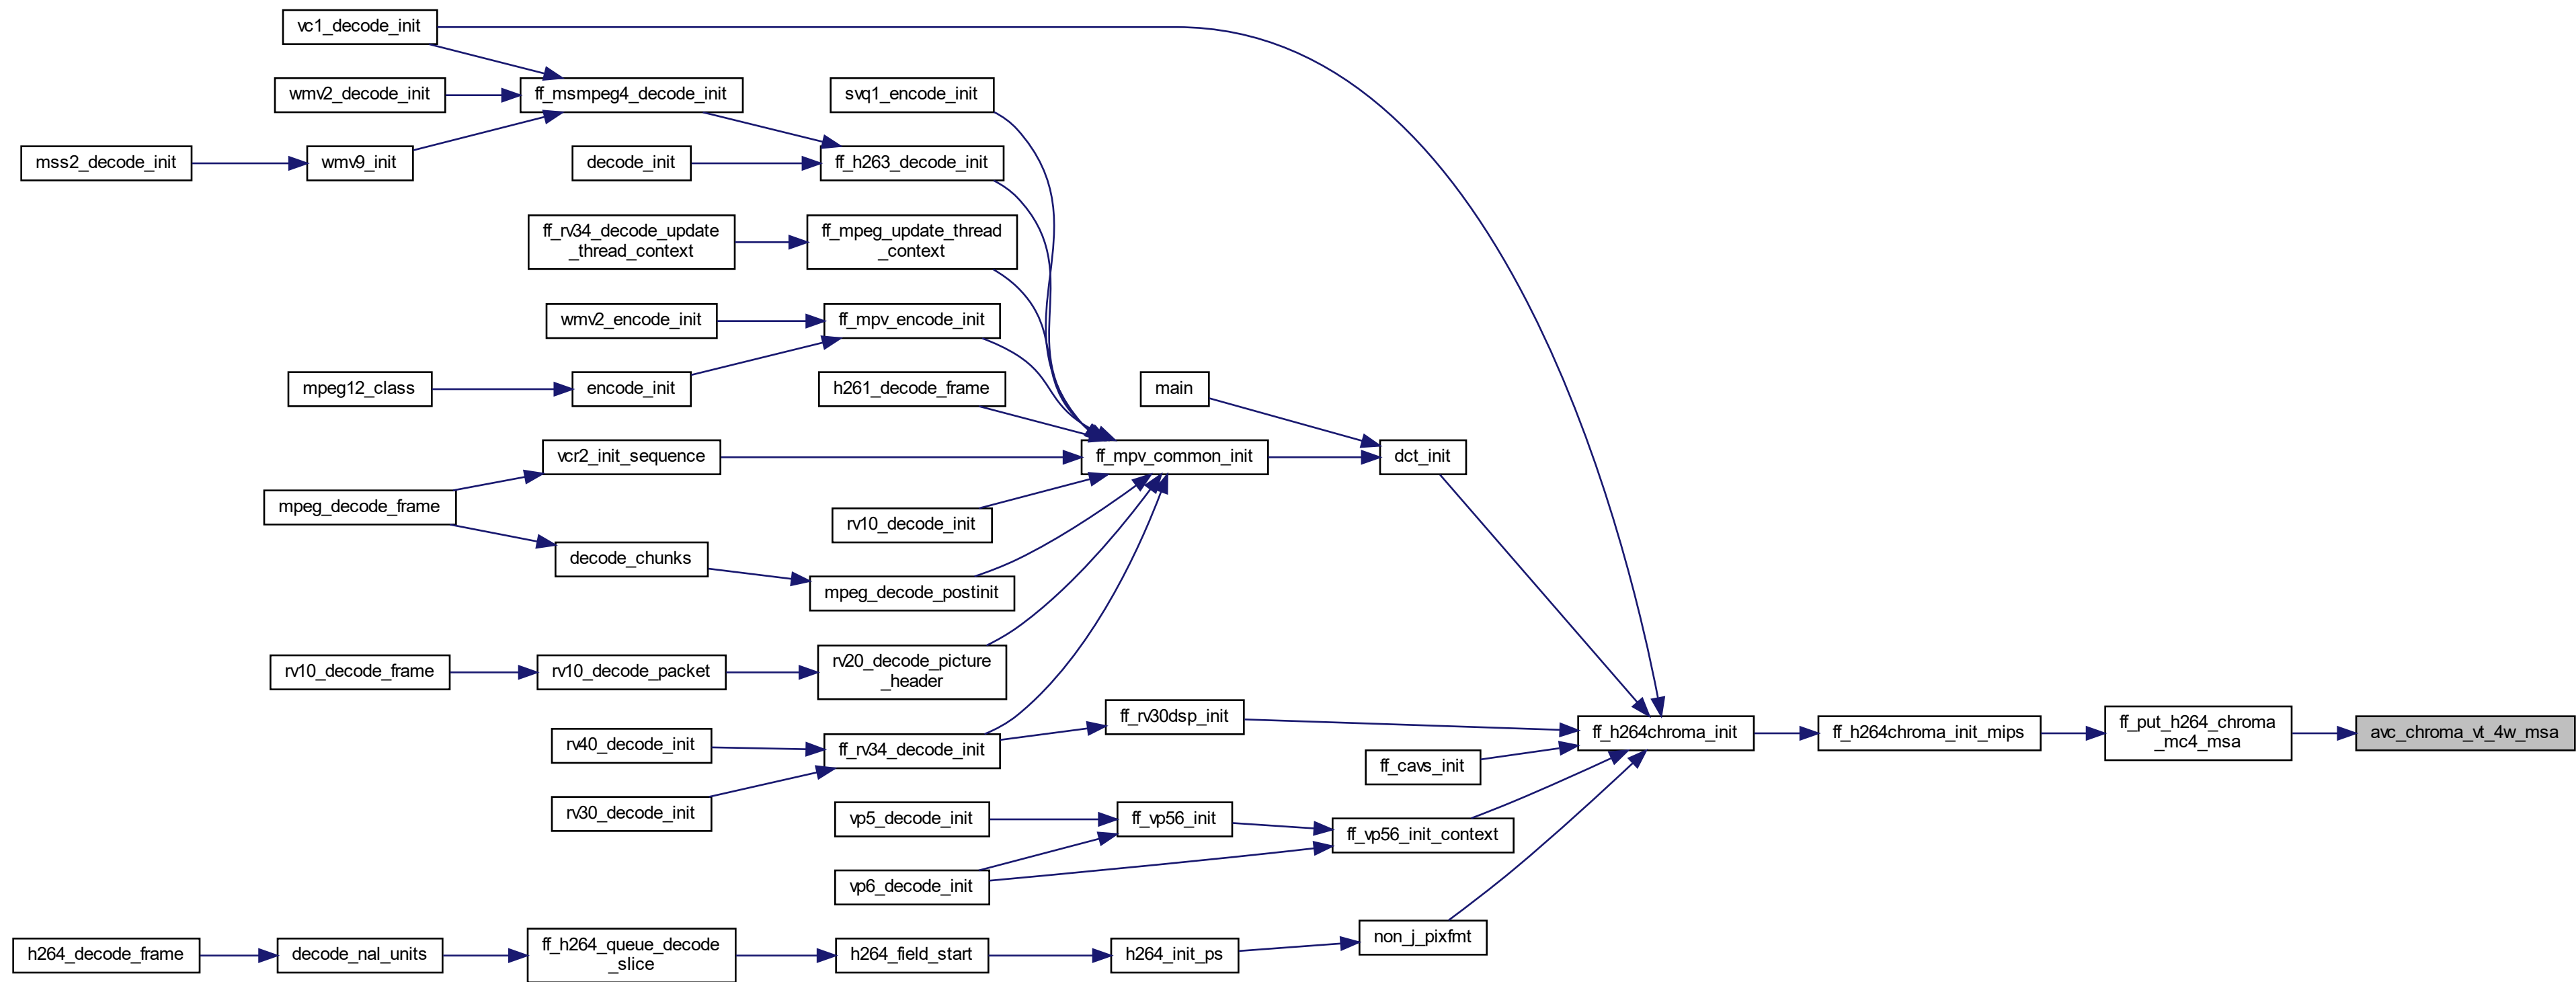 vc1_decode_init
wmv2_decode_init
ff_msmpeg4_decode_init
svq1_encode_init
mss2_decode_init
wmv9_init
decode_init
ff_h263_decode_init
ff_rv34_decode_update
_thread_context
ff_mpeg_update_thread
_context
wmv2_encode_init
ff_mpv_encode_init
mpeg12_class
encode_init
h261_decode_frame
main
vcr2_init_sequence
ff_mpv_common_init
dct_init
mpeg_decode_frame
rv10_decode_init
decode_chunks
mpeg_decode_postinit
rv10_decode_frame
rv10_decode_packet
rv20_decode_picture
_header
ff_rv30dsp_init
rv40_decode_init
ff_rv34_decode_init
ff_h264chroma_init
ff_h264chroma_init_mips
ff_put_h264_chroma
_mc4_msa
avc_chroma_vt_4w_msa
ff_cavs_init
rv30_decode_init
vp5_decode_init
ff_vp56_init
ff_vp56_init_context
vp6_decode_init
non_j_pixfmt
h264_decode_frame
decode_nal_units
ff_h264_queue_decode
_slice
h264_field_start
h264_init_ps